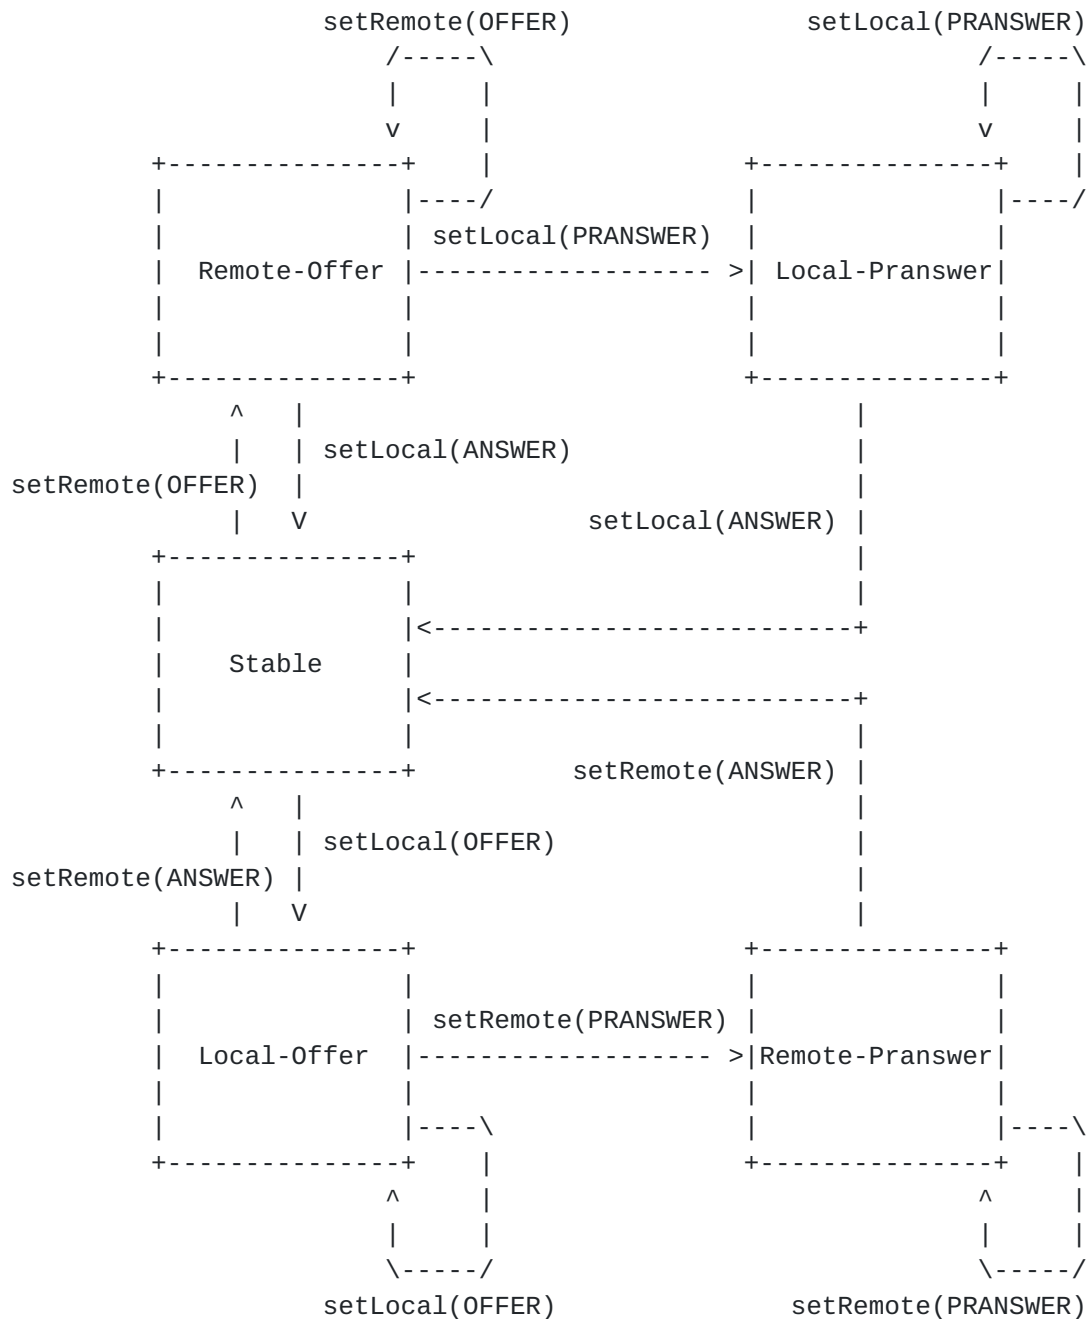 setRemote(OFFER) setLocal(PRANSWER)
setLocal(PRANSWER)
Remote-Offer Local-Pranswer
setLocal(ANSWER)
setRemote(OFFER)
setLocal(ANSWER)
Stable
setRemote(ANSWER)
setLocal(OFFER)
setRemote(ANSWER)
setRemote(PRANSWER)
Local-Offer Remote-Pranswer
setLocal(OFFER) setRemote(PRANSWER)